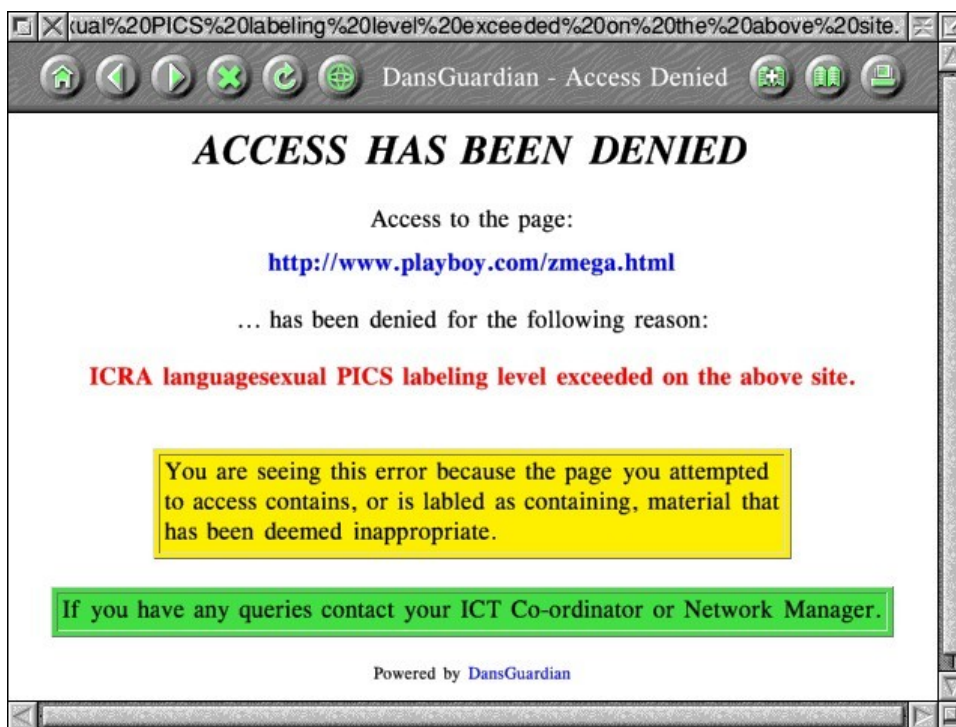 xual%20PICS%20labeling%20level%20exceeded%20on%20the%20above%20site.
DansGuardian - Access Denied
ACCESS HAS BEEN DENIED
Access to the page:
http://www.playboy.com/zmega.html
... has been denied for the following reason:
ICRA languagesexual PICS labeling level exceeded on the above site.
You are seeing this error because the page you attempted
to access contains, or is labled as containing, material that
has been deemed inappropriate.
If you have any queries contact your ICT Co-ordinator or Network Manager.
Powered by DansGuardian